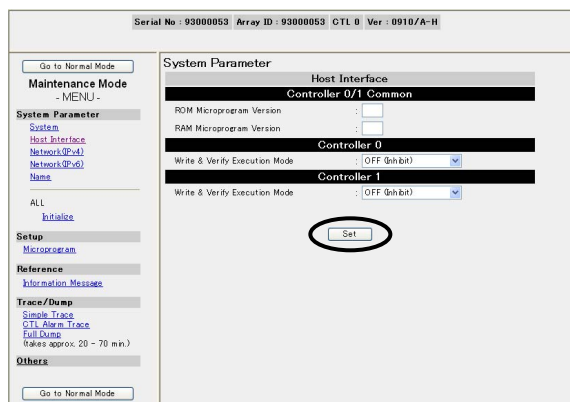 Serial No : 93000053 Array ID : 93000053 CTL 0 Ver : 0910/A-H
Go to Normal Mode
Maintenance Mode
- MENU -
System Parameter
System
Host Interface
Network(IPv4)
Network(IPv6)
Name
ALL
Initialize
Setup
Microprogram
Reference
Information Message
Trace/Dump
Simple Trace
CTL Alarm Trace
Full Dump
(takes approx. 20 - 70 min.)
Others
Go to Normal Mode
System Parameter
Host Interface
Controller 0/1 Common
ROM Microprogram Version :
RAM Microprogram Version :
Controller 0
Write & Verify Execution Mode : OFF (Inhibit)
Controller 1
Write & Verify Execution Mode : OFF (Inhibit)
Set